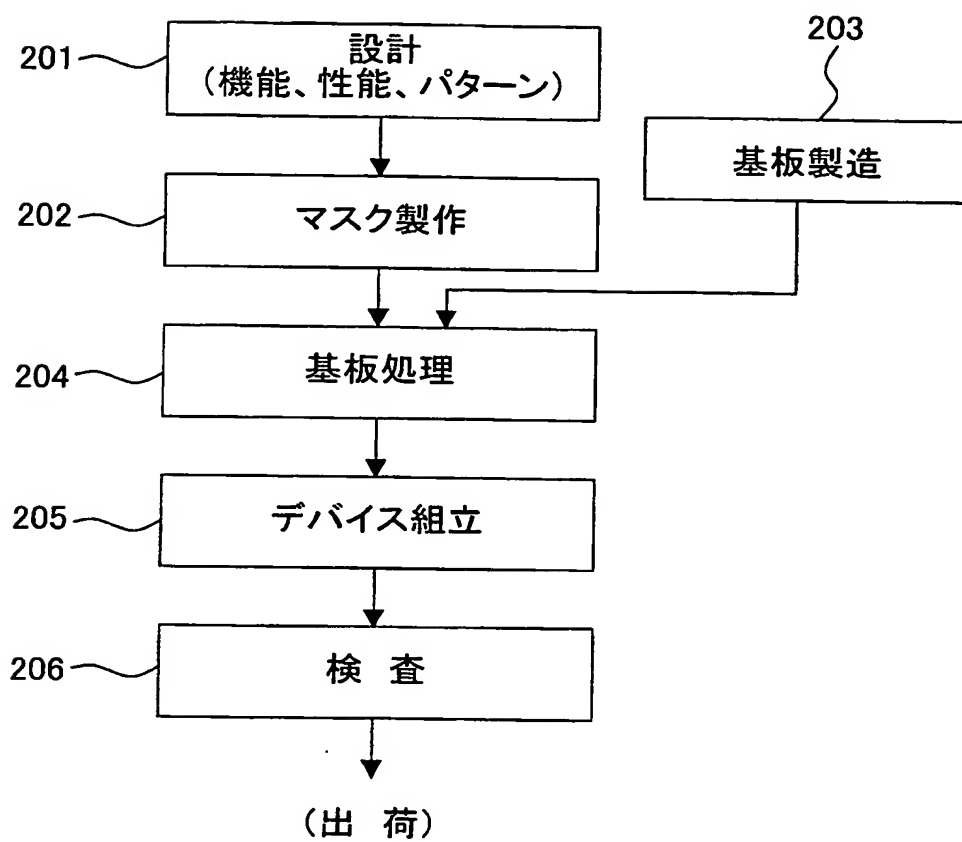 201
設計
(機能、性能、パターン)
203
基板製造
202
マスク製作
204
基板処理
205
デバイス組立
206
検 査
(出 荷)